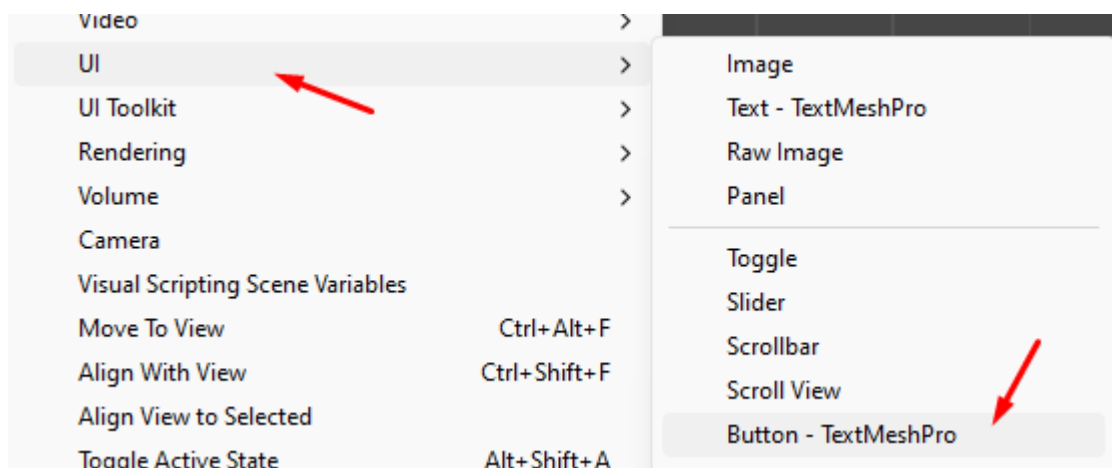 Video
UI
UI Toolkit
Rendering
Volume
Camera
Visual Scripting Scene Variables
Move To View Ctrl+Alt+F
Align With View Ctrl+Shift+F
Align View to Selected
Toggle Active State Alt+Shift+A
Image
Text - TextMeshPro
Raw Image
Panel
Toggle
Slider
Scrollbar
Scroll View
Button - TextMeshPro